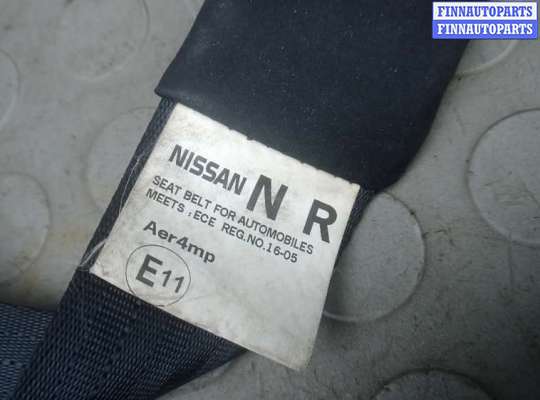 FINNAUTOPARTS
FINNAUTOPARTS
NISSAN N R
SEAT BELT FOR AUTOMOBILES
MEETS ; ECE REG.NO.16-05
Aer4mp
E11